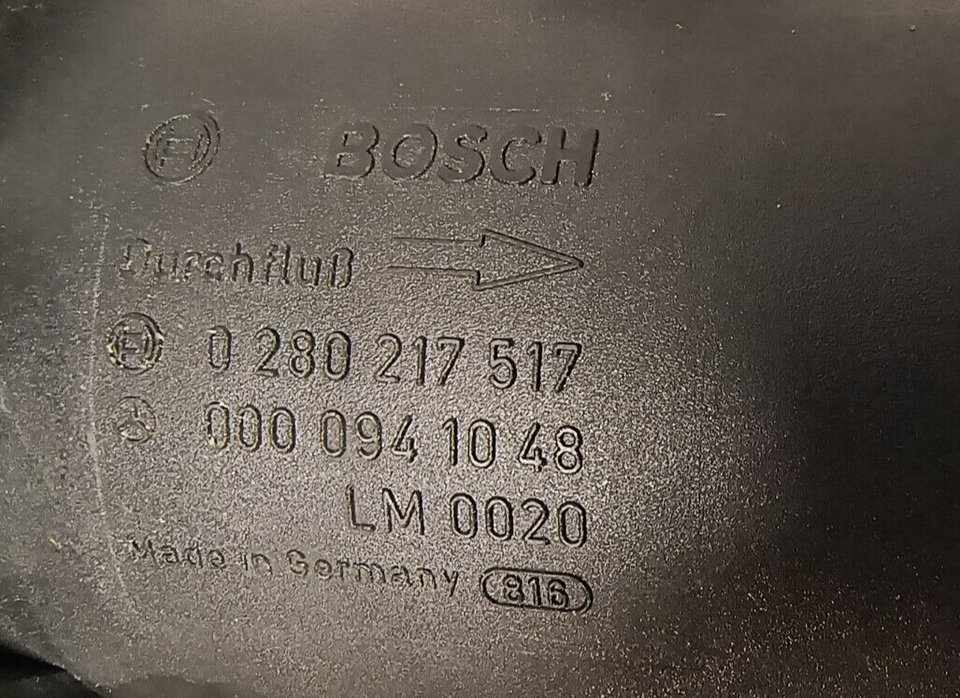 BOSCH
Durchfluß
0 280 217 517
000 094 10 48
LM 0020
Made in Germany 816